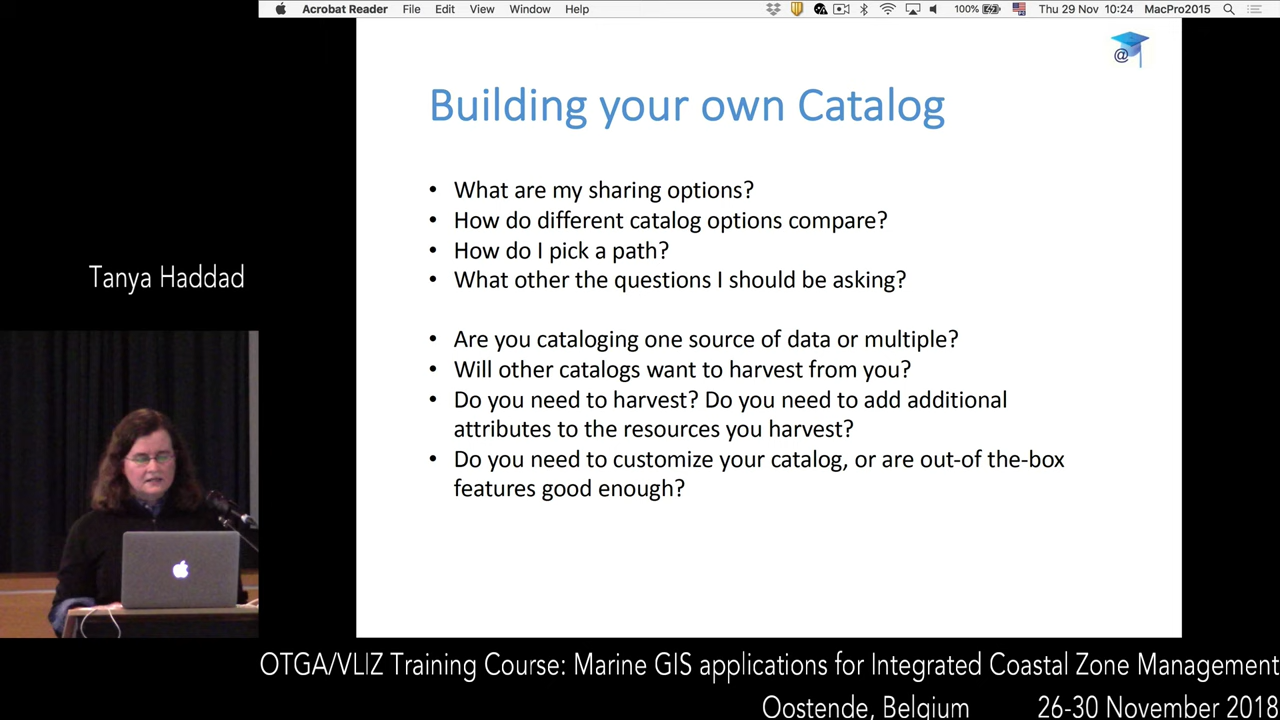 Acrobat Reader File Edit View Window Help 100% Thu 29 Nov 10:24 MacPro2015
@
Building your own Catalog
• What are my sharing options?
• How do different catalog options compare?
• How do I pick a path?
• What other the questions I should be asking?
• Are you cataloging one source of data or multiple?
• Will other catalogs want to harvest from you?
• Do you need to harvest? Do you need to add additional
attributes to the resources you harvest?
• Do you need to customize your catalog, or are out-of the-box
features good enough?
Tanya Haddad
OTGA/VLIZ Training Course: Marine GIS applications for Integrated Coastal Zone Management
Oostende, Belgium 26-30 November 2018